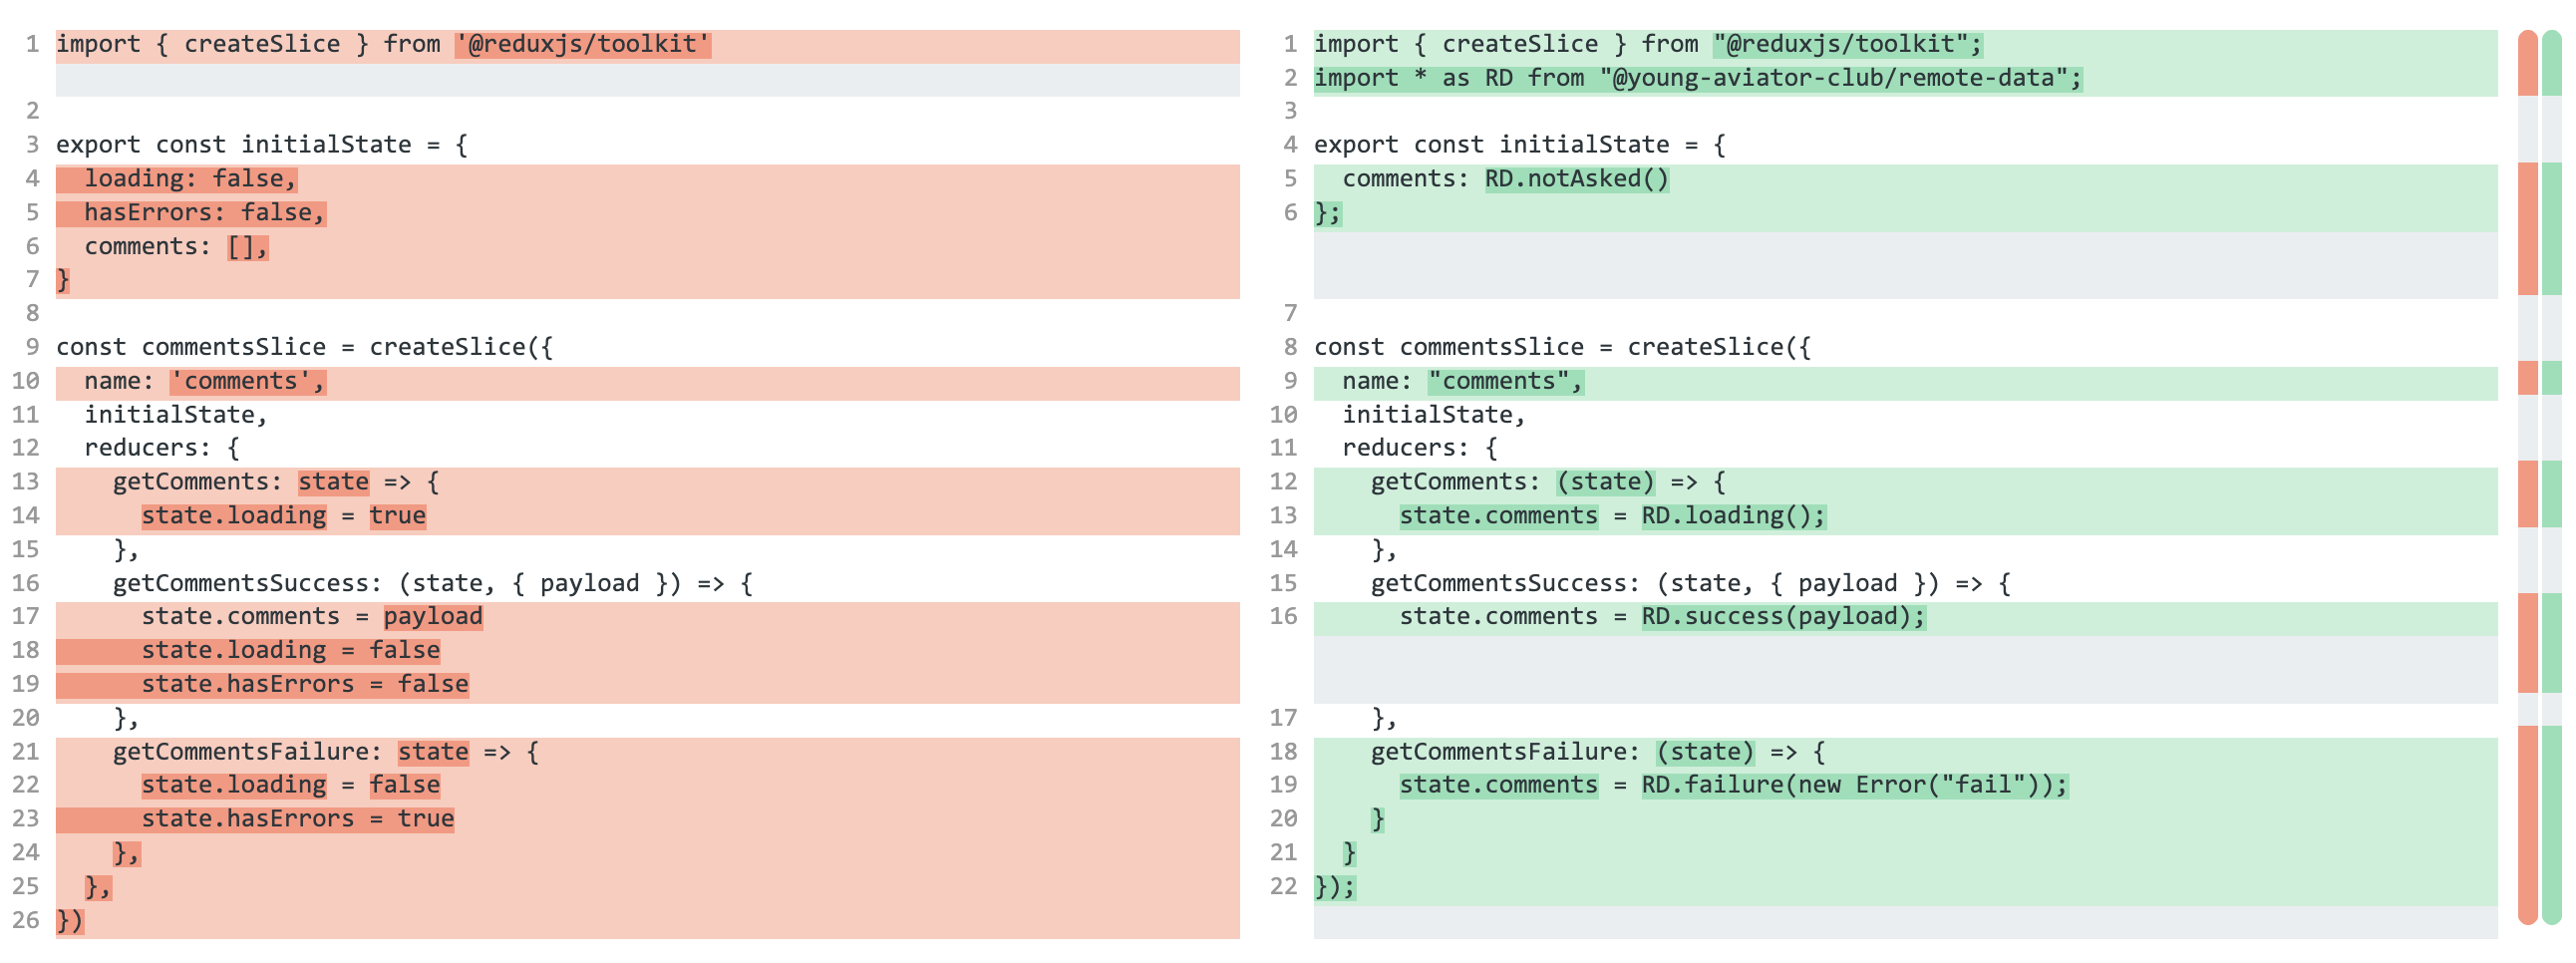 1 import { createSlice } from '@reduxjs/toolkit'
2
3 export const initialState = {
4   loading: false,
5   hasErrors: false,
6   comments: [],
7 }
8
9 const commentsSlice = createSlice({
10   name: 'comments',
11   initialState,
12   reducers: {
13     getComments: state => {
14       state.loading = true
15     },
16     getCommentsSuccess: (state, { payload }) => {
17       state.comments = payload
18       state.loading = false
19       state.hasErrors = false
20     },
21     getCommentsFailure: state => {
22       state.loading = false
23       state.hasErrors = true
24     },
25   },
26 })
1 import { createSlice } from "@reduxjs/toolkit";
2 import * as RD from "@young-aviator-club/remote-data";
3
4 export const initialState = {
5   comments: RD.notAsked()
6 };
7
8 const commentsSlice = createSlice({
9   name: "comments",
10   initialState,
11   reducers: {
12     getComments: (state) => {
13       state.comments = RD.loading();
14     },
15     getCommentsSuccess: (state, { payload }) => {
16       state.comments = RD.success(payload);
17     },
18     getCommentsFailure: (state) => {
19       state.comments = RD.failure(new Error("fail"));
20     }
21   }
22 });